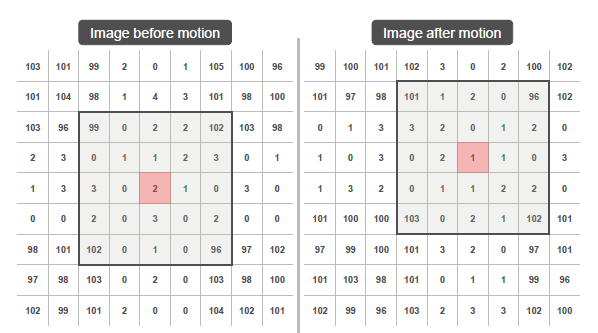 Image before motion
Image after motion
103 101 99 2 0 1 105 100 96
99 100 101 102 3 0 2 100 102
101 104 98 1 4 3 101 98 100
101 97 98 101 1 2 0 96 102
103 96 99 0 2 2 102 103 98
0 1 3 3 2 0 1 2 0
2 3 0 1 1 2 3 0 1
1 0 3 0 2 1 1 0 3
1 3 3 0 2 1 0 3 0
1 3 2 0 1 1 2 2 0
0 0 2 0 3 0 2 0 0
101 100 100 103 0 2 1 102 101
98 101 102 0 1 0 96 97 102
97 99 100 101 3 2 0 97 101
97 98 103 0 2 0 103 98 100
101 103 98 101 0 1 1 99 96
102 99 101 2 0 0 104 102 101
102 99 96 103 2 3 3 102 100